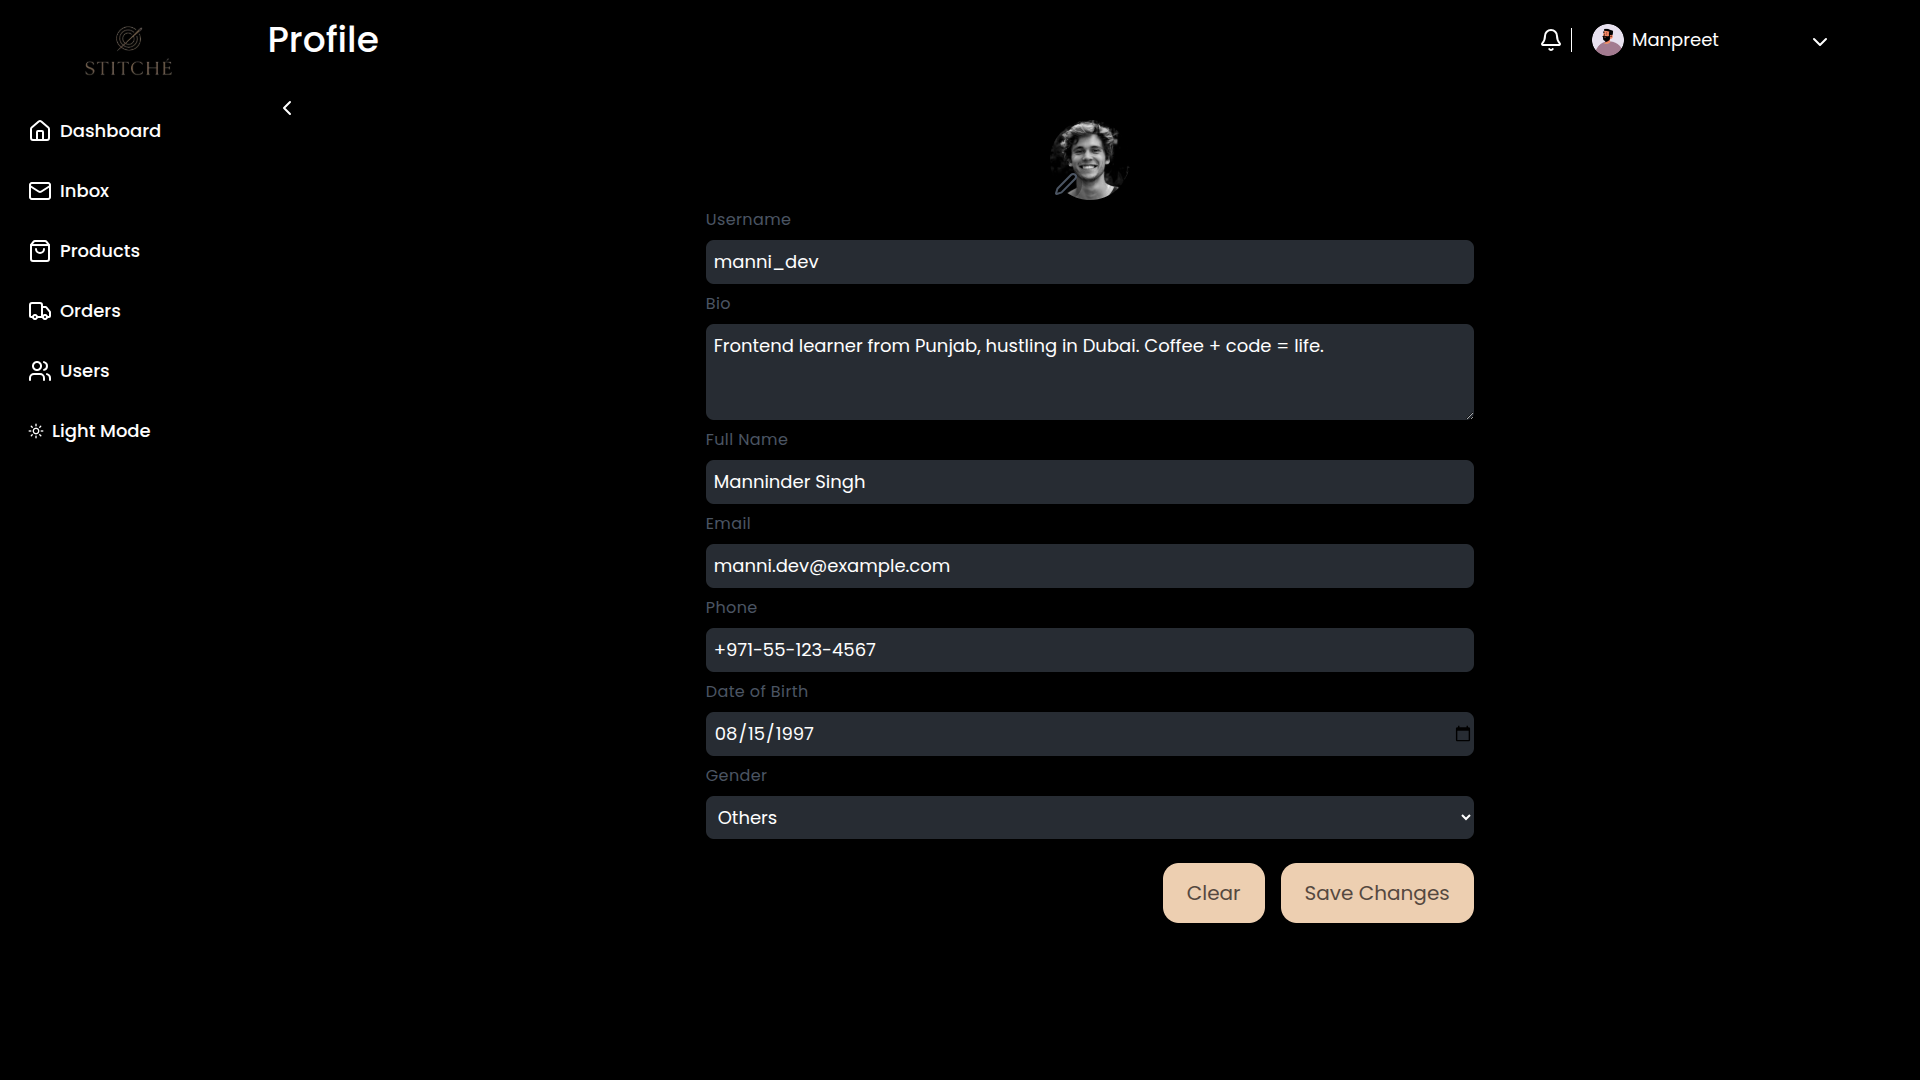 STITCHÉ
Profile
Manpreet
Dashboard
Inbox
Products
Orders
Users
Light Mode
Username
manni_dev
Bio
Frontend learner from Punjab, hustling in Dubai. Coffee + code = life.
Full Name
Manninder Singh
Email
manni.dev@example.com
Phone
+971-55-123-4567
Date of Birth
08/15/1997
Gender
Others
Clear
Save Changes